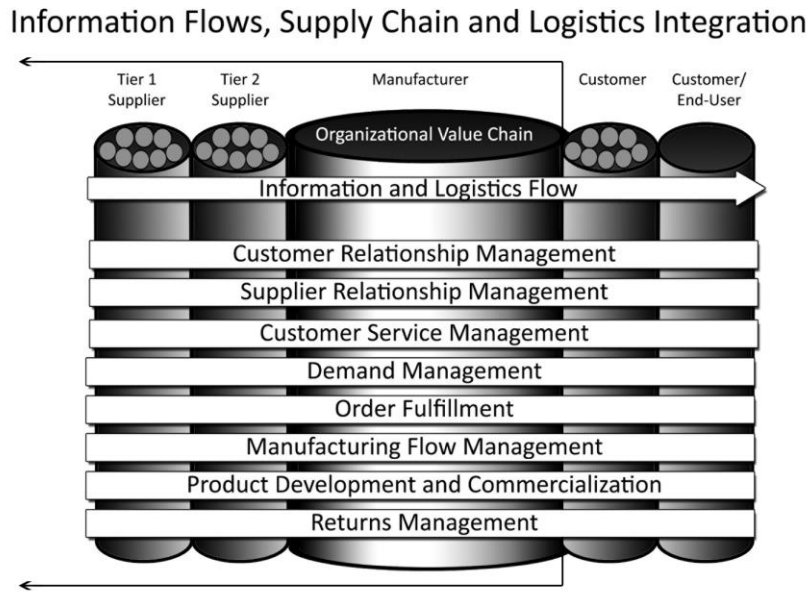 Information Flows, Supply Chain and Logistics Integration
Tier 1
Supplier
Tier 2
Supplier
Manufacturer
Customer
Customer/
End-User
Organizational Value Chain
Information and Logistics Flow
Customer Relationship Management
Supplier Relationship Management
Customer Service Management
Demand Management
Order Fulfillment
Manufacturing Flow Management
Product Development and Commercialization
Returns Management